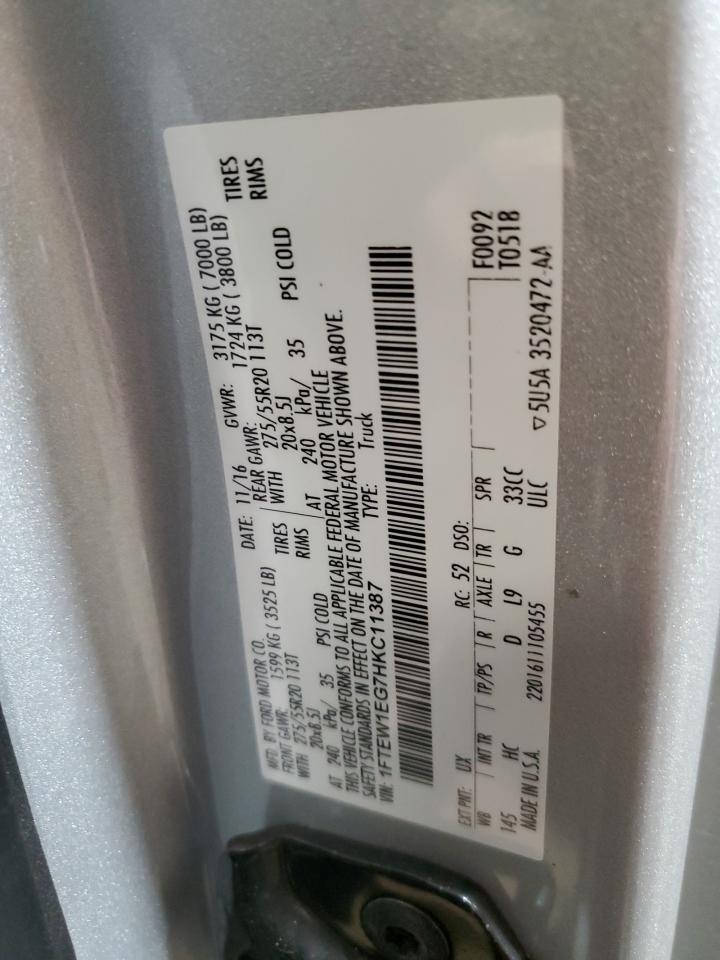 MFD. BY FORD MOTOR CO. DATE: 11/16 GVWR: 3175 KG ( 7000 LB)
FRONT GAWR: 1599 KG ( 3525 LB) REAR GAWR: 1724 KG ( 3800 LB)
WITH 275/55R20 113T TIRES WITH 275/55R20 113T TIRES
20x8.5J RIMS 20x8.5J RIMS
AT 240 kPa/ 35 PSI COLD AT 240 kPa/ 35 PSI COLD
THIS VEHICLE CONFORMS TO ALL APPLICABLE FEDERAL MOTOR VEHICLE
SAFETY STANDARDS IN EFFECT ON THE DATE OF MANUFACTURE SHOWN ABOVE.
VIN: 1FTEW1EG7HKC11387 TYPE: Truck
EXT PNT: UX RC: 52 DSO:
WB | INT TR | TP/PS | R | AXLE | TR | SPR F0092
145 HC D L9 G 33CC T0518
MADE IN U.S.A. 2201611105455 ULC ▽5U5A 3520472-AA